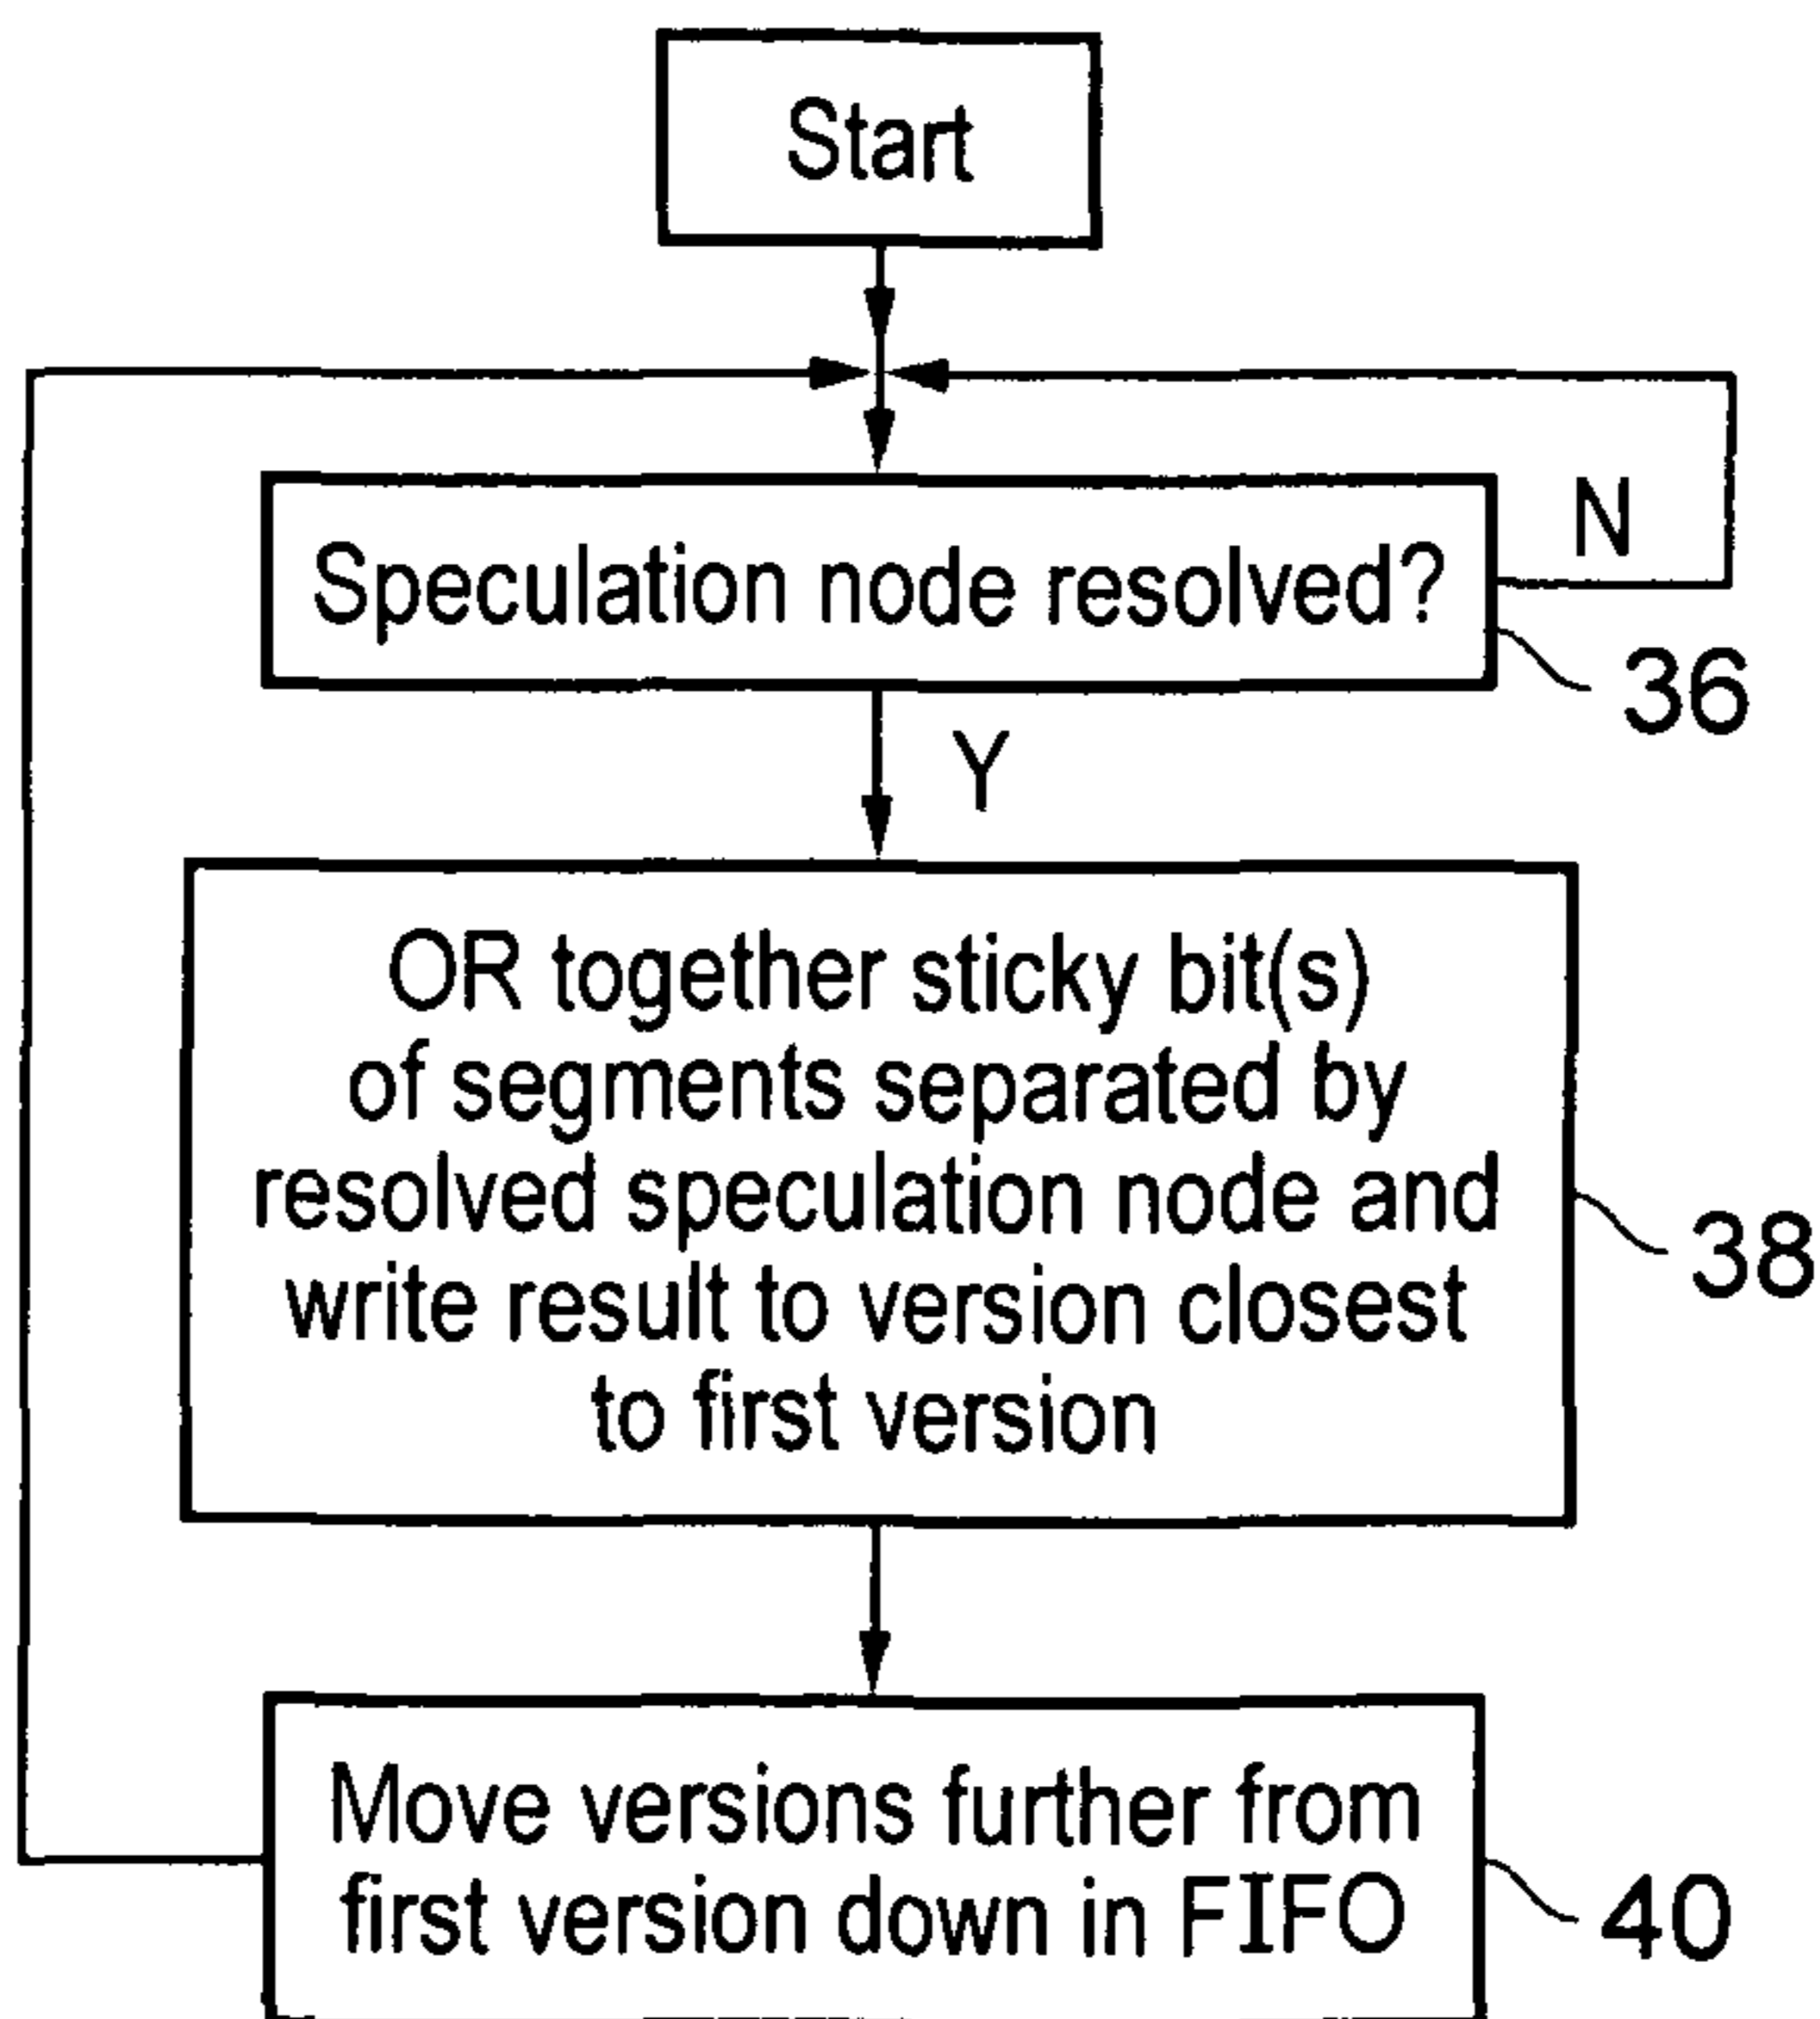 Start
N
Speculation node resolved?
36
Y
OR together sticky bit(s)
of segments separated by
resolved speculation node and
38
write result to version closest
to first version
Move versions further from
first version down in FIFO
40